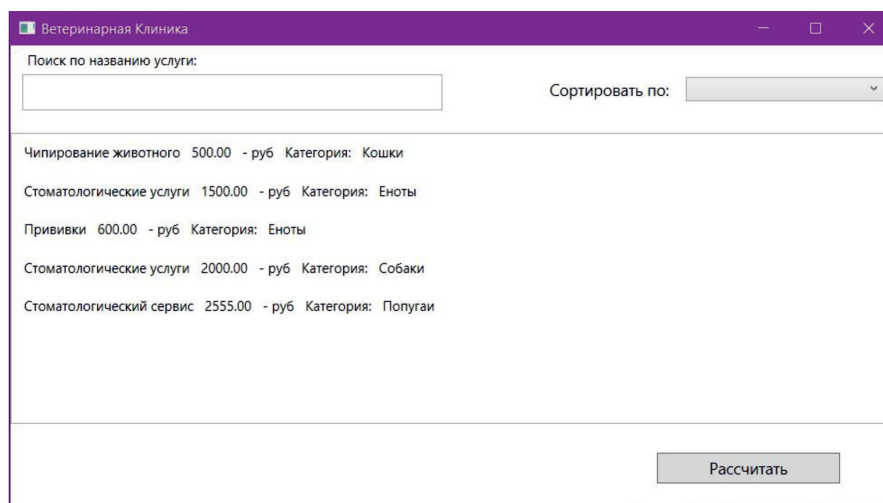 Ветеринарная Клиника
Поиск по названию услуги:
Сортировать по:
Чипирование животного 500.00 - руб Категория: Кошки
Стоматологические услуги 1500.00 - руб Категория: Еноты
Прививки 600.00 - руб Категория: Еноты
Стоматологические услуги 2000.00 - руб Категория: Собаки
Стоматологический сервис 2555.00 - руб Категория: Попугаи
Рассчитать